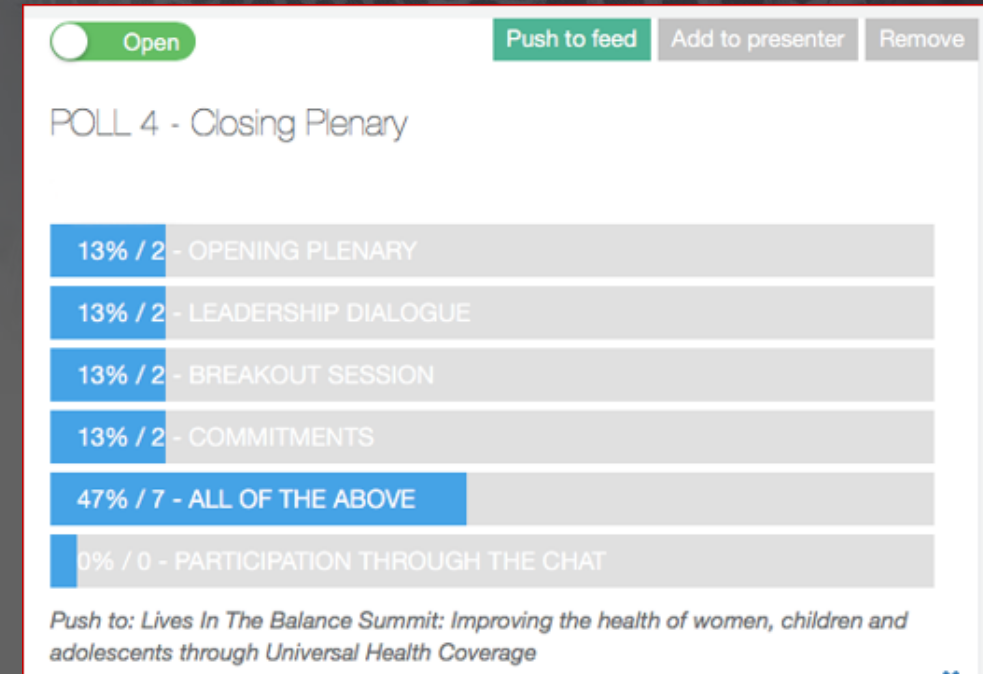 Open
Push to feed
Add to presenter
Remove
POLL 4 - Closing Plenary
13% / 2 - OPENING PLENARY
13% / 2 - LEADERSHIP DIALOGUE
13% / 2 - BREAKOUT SESSION
13% / 2 - COMMITMENTS
47% / 7 - ALL OF THE ABOVE
0% / 0 - PARTICIPATION THROUGH THE CHAT
Push to: Lives In The Balance Summit: Improving the health of women, children and
adolescents through Universal Health Coverage